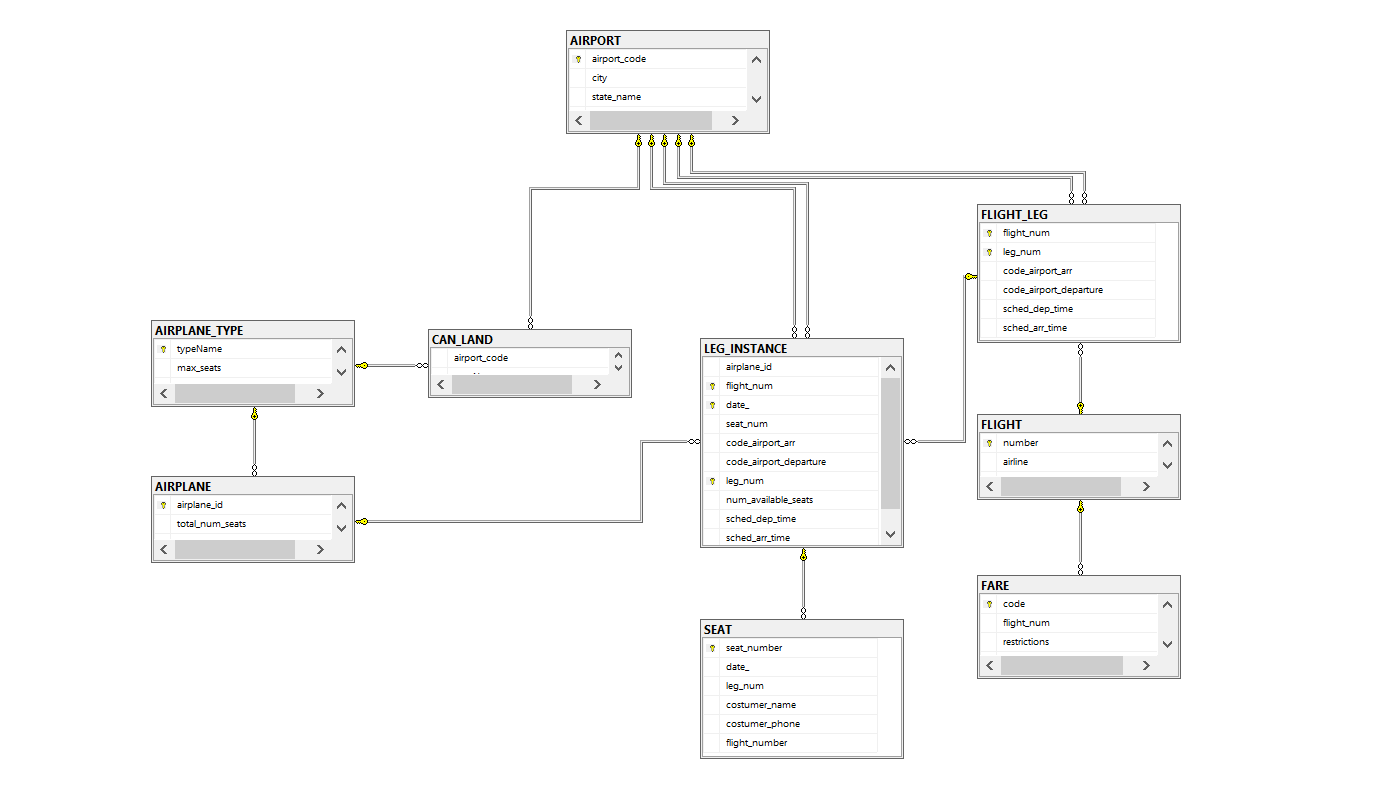 AIRPORT
airport_code
city
state_name
FLIGHT_LEG
flight_num
leg_num
code_airport_arr
code_airport_departure
sched_dep_time
sched_arr_time
AIRPLANE_TYPE
typeName
max_seats
CAN_LAND
airport_code
LEG_INSTANCE
airplane_id
flight_num
date_
seat_num
code_airport_arr
code_airport_departure
leg_num
num_available_seats
sched_dep_time
sched_arr_time
FLIGHT
number
airline
AIRPLANE
airplane_id
total_num_seats
FARE
code
flight_num
restrictions
SEAT
seat_number
date_
leg_num
costumer_name
costumer_phone
flight_number